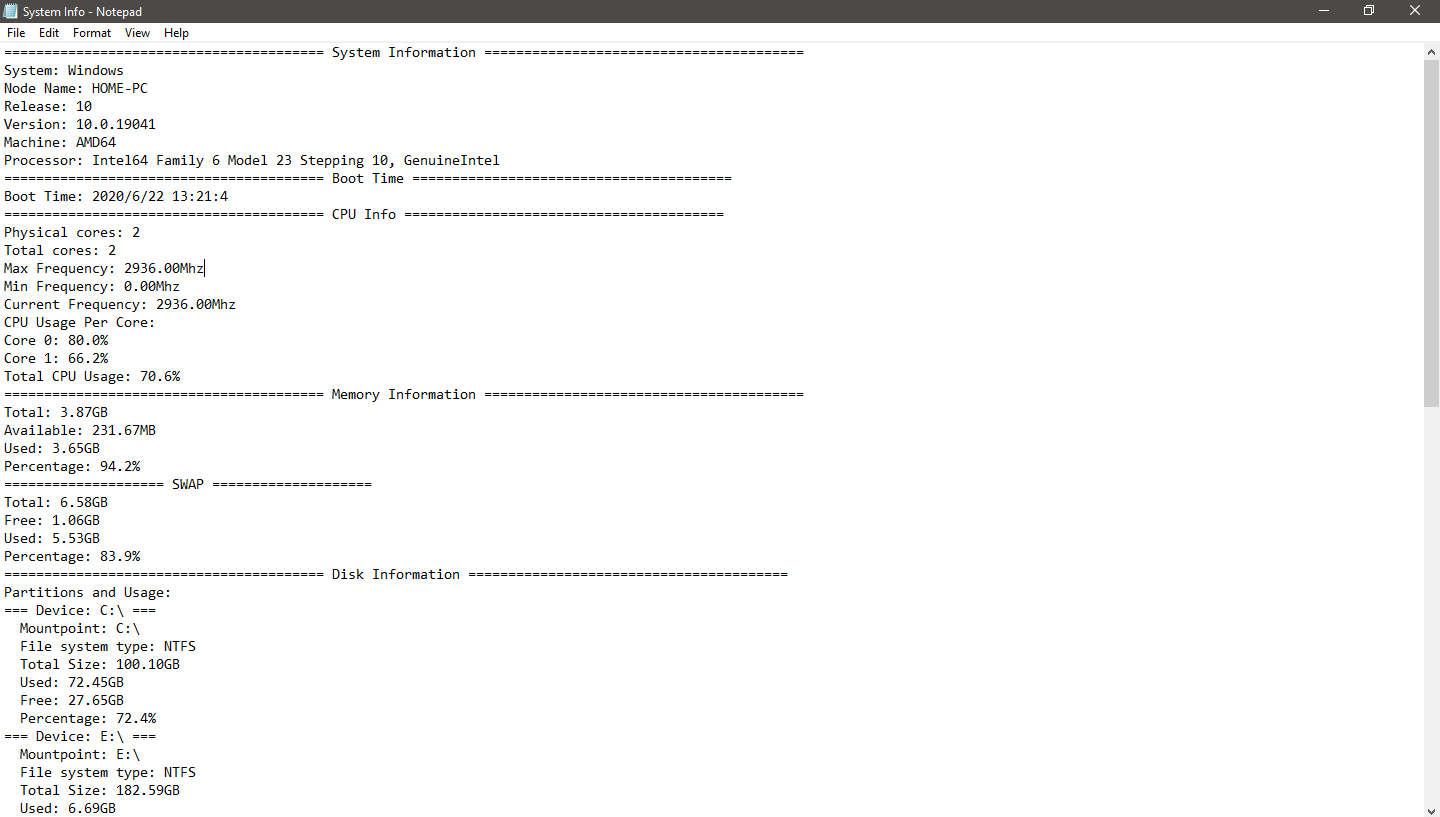 System Info - Notepad
File Edit Format View Help
======================================== System Information ========================================
System: Windows
Node Name: HOME-PC
Release: 10
Version: 10.0.19041
Machine: AMD64
Processor: Intel64 Family 6 Model 23 Stepping 10, GenuineIntel
======================================== Boot Time ========================================
Boot Time: 2020/6/22 13:21:4
======================================== CPU Info ========================================
Physical cores: 2
Total cores: 2
Max Frequency: 2936.00Mhz
Min Frequency: 0.00Mhz
Current Frequency: 2936.00Mhz
CPU Usage Per Core:
Core 0: 80.0%
Core 1: 66.2%
Total CPU Usage: 70.6%
======================================== Memory Information ========================================
Total: 3.87GB
Available: 231.67MB
Used: 3.65GB
Percentage: 94.2%
==================== SWAP ====================
Total: 6.58GB
Free: 1.06GB
Used: 5.53GB
Percentage: 83.9%
======================================== Disk Information ========================================
Partitions and Usage:
=== Device: C:\ ===
  Mountpoint: C:\
  File system type: NTFS
  Total Size: 100.10GB
  Used: 72.45GB
  Free: 27.65GB
  Percentage: 72.4%
=== Device: E:\ ===
  Mountpoint: E:\
  File system type: NTFS
  Total Size: 182.59GB
  Used: 6.69GB